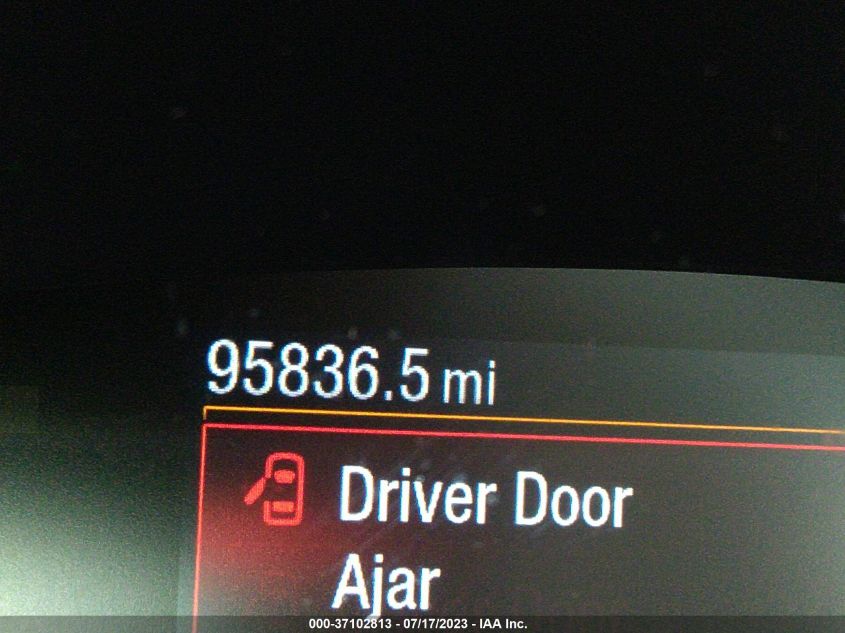 95836.5 mi
Driver Door
Ajar
000-37102813 - 07/17/2023 - IAA Inc.